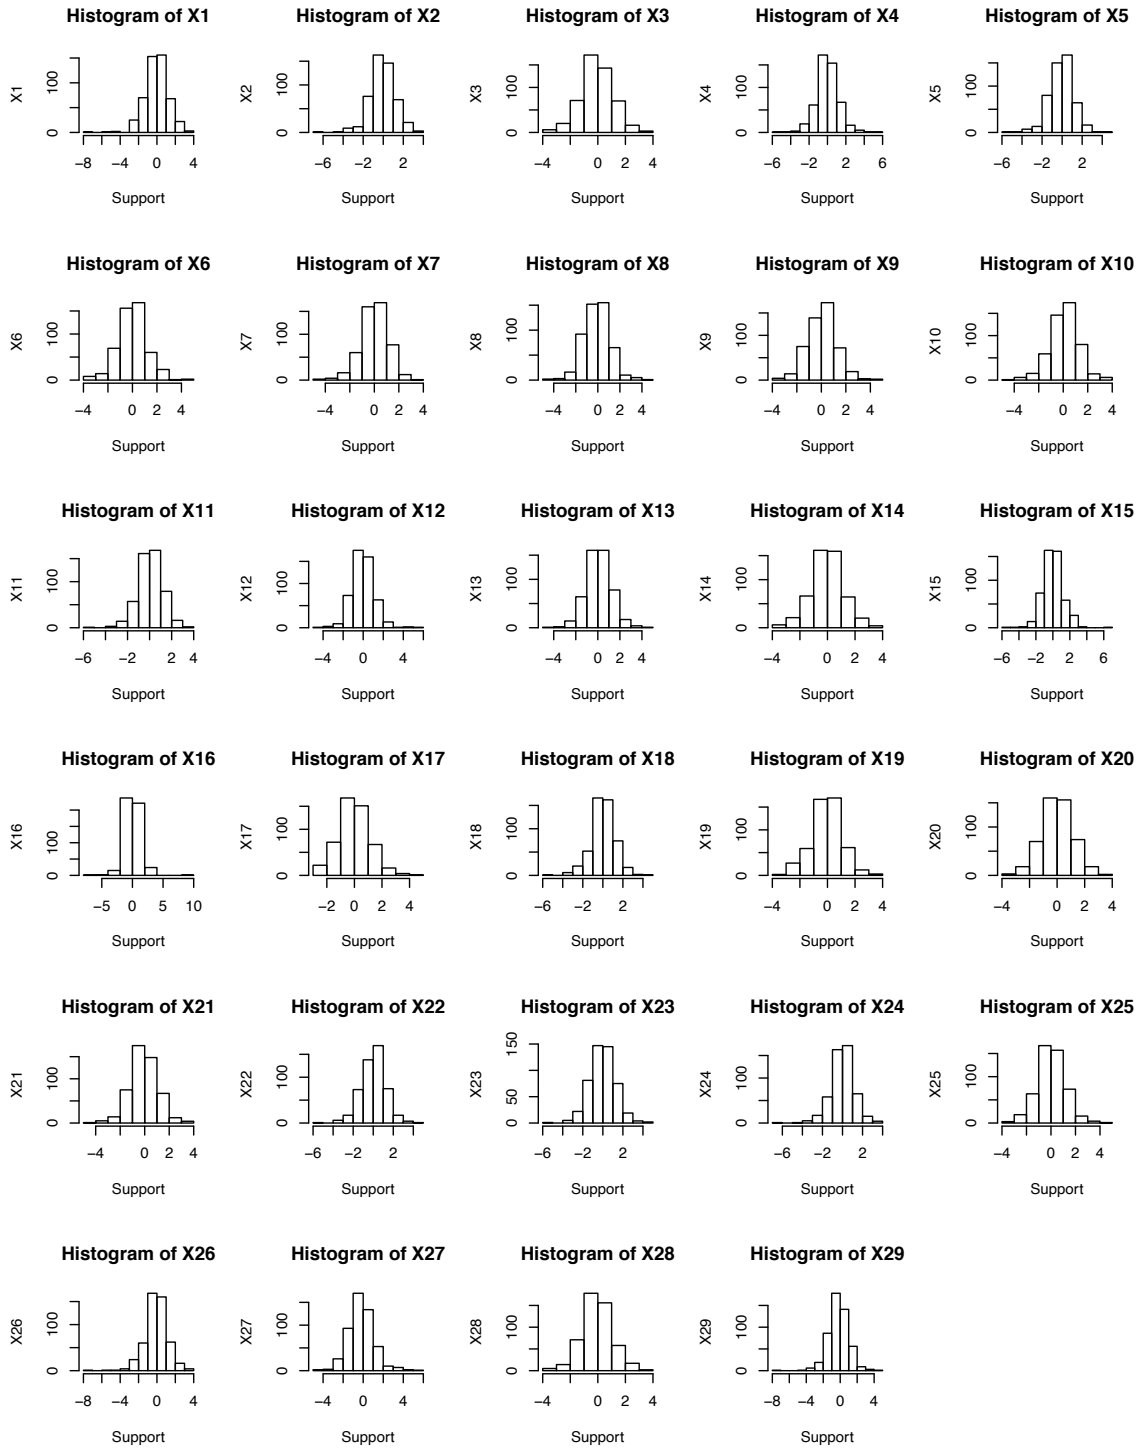 Histogram of X1
X1
0 100
−8 −4 0 4
Support
Histogram of X2
X2
0 100
−6 −2 2
Support
Histogram of X3
X3
0 100
−4 −2 0 2 4
Support
Histogram of X4
X4
0 100
−6 −2 2 6
Support
Histogram of X5
X5
0 100
−6 −2 2
Support
Histogram of X6
X6
0 100
−4 0 2 4
Support
Histogram of X7
X7
0 100
−4 0 2 4
Support
Histogram of X8
X8
0 100
−4 0 2 4
Support
Histogram of X9
X9
0 100
−4 0 2 4
Support
Histogram of X10
X10
0 100
−4 0 2 4
Support
Histogram of X11
X11
0 100
−6 −2 2 4
Support
Histogram of X12
X12
0 100
−4 0 4
Support
Histogram of X13
X13
0 100
−4 0 2 4
Support
Histogram of X14
X14
0 100
−4 −2 0 2 4
Support
Histogram of X15
X15
0 100
−6 −2 2 6
Support
Histogram of X16
X16
0 100
−5 0 5 10
Support
Histogram of X17
X17
0 100
−2 0 2 4
Support
Histogram of X18
X18
0 100
−6 −2 2
Support
Histogram of X19
X19
0 100
−4 −2 0 2 4
Support
Histogram of X20
X20
0 100
−4 −2 0 2 4
Support
Histogram of X21
X21
0 100
−4 0 2 4
Support
Histogram of X22
X22
0 100
−6 −2 2
Support
Histogram of X23
X23
0 50 150
−6 −2 2
Support
Histogram of X24
X24
0 100
−6 −2 2
Support
Histogram of X25
X25
0 100
−4 0 2 4
Support
Histogram of X26
X26
0 100
−8 −4 0 4
Support
Histogram of X27
X27
0 100
−4 0 4
Support
Histogram of X28
X28
0 100
−4 −2 0 2 4
Support
Histogram of X29
X29
0 100
−8 −4 0 4
Support